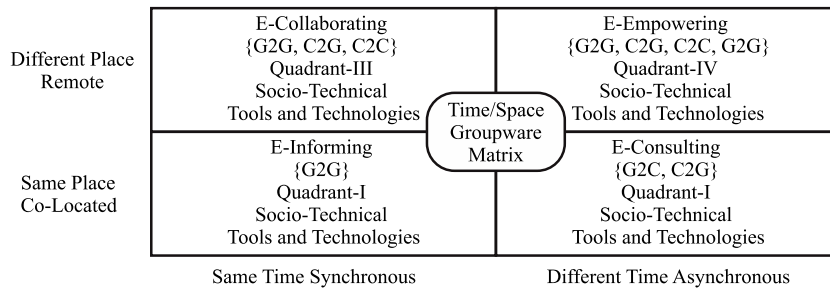 Different Place
Remote
E-Collaborating
{G2G, C2G, C2C}
Quadrant-III
Socio-Technical
Tools and Technologies
E-Empowering
{G2G, C2G, C2C, G2G}
Quadrant-IV
Socio-Technical
Tools and Technologies
Time/Space
Groupware
Matrix
Same Place
Co-Located
E-Informing
{G2G}
Quadrant-I
Socio-Technical
Tools and Technologies
E-Consulting
{G2C, C2G}
Quadrant-I
Socio-Technical
Tools and Technologies
Same Time Synchronous
Different Time Asynchronous